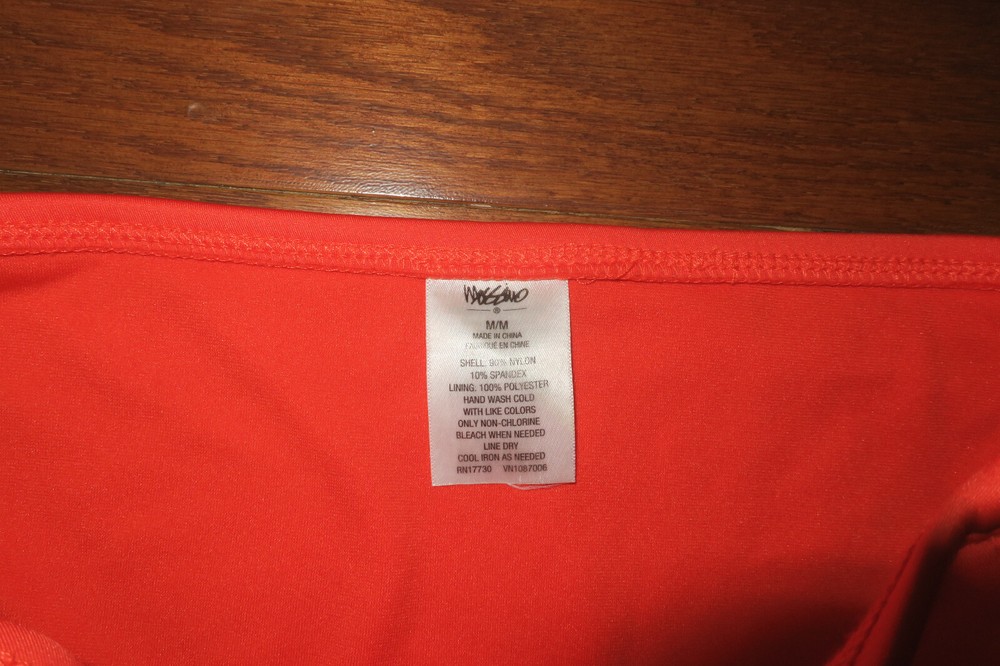 Mossimo
®
M/M
MADE IN CHINA
FABRIQUÉ EN CHINE
SHELL: 90% NYLON
10% SPANDEX
LINING: 100% POLYESTER
HAND WASH COLD
WITH LIKE COLORS
ONLY NON-CHLORINE
BLEACH WHEN NEEDED
LINE DRY
COOL IRON AS NEEDED
RN17730 VN1087006